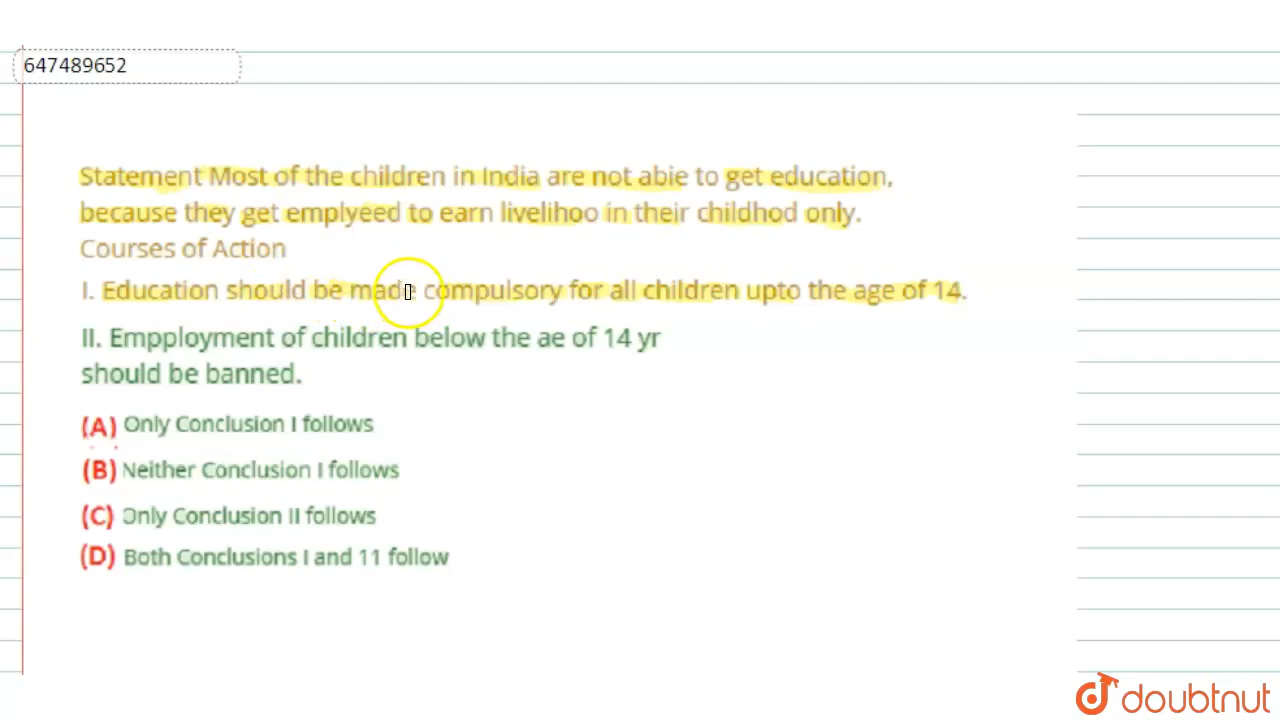 647489652
Statement Most of the children in India are not abie to get education,
because they get emplyeed to earn livelihoo in their childhod only.
Courses of Action
I. Education should be made compulsory for all children upto the age of 14.
II. Empployment of children below the ae of 14 yr
should be banned.
(A) Only Conclusion I follows
(B) Neither Conclusion I follows
(C) Only Conclusion II follows
(D) Both Conclusions I and 11 follow
doubtnut